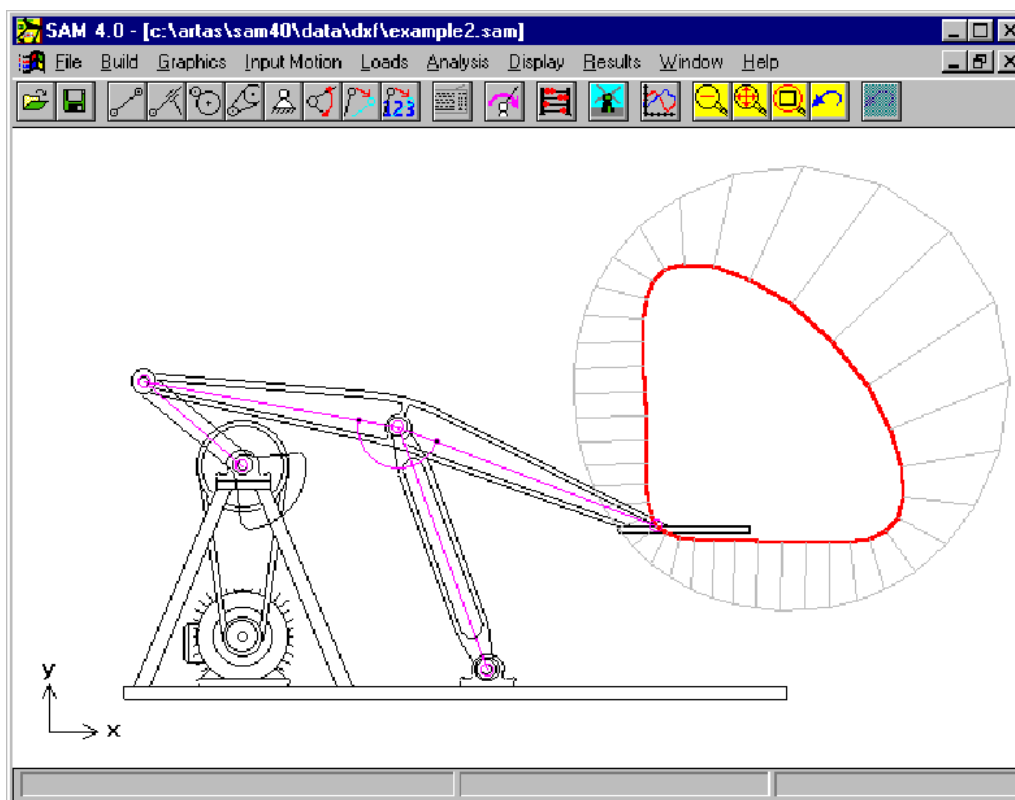 SAM 4.0 - [c:\artas\sam40\data\dxf\example2.sam]
File Build Graphics Input Motion Loads Analysis Display Results Window Help
123
y
x